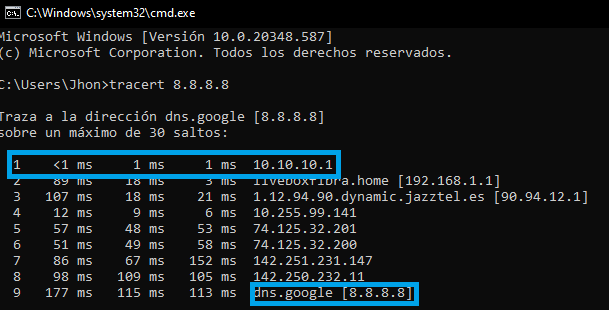 C:\Windows\system32\cmd.exe
Microsoft Windows [Versión 10.0.20348.587]
(c) Microsoft Corporation. Todos los derechos reservados.
C:\Users\Jhon>tracert 8.8.8.8
Traza a la dirección dns.google [8.8.8.8]
sobre un máximo de 30 saltos:
1 <1 ms 1 ms 1 ms 10.10.10.1
2 89 ms 18 ms 3 ms liveboxfibra.home [192.168.1.1]
3 107 ms 18 ms 21 ms 1.12.94.90.dynamic.jazztel.es [90.94.12.1]
4 12 ms 9 ms 6 ms 10.255.99.141
5 57 ms 48 ms 53 ms 74.125.32.201
6 51 ms 49 ms 58 ms 74.125.32.200
7 86 ms 67 ms 152 ms 142.251.231.147
8 98 ms 109 ms 105 ms 142.250.232.11
9 177 ms 115 ms 113 ms dns.google [8.8.8.8]